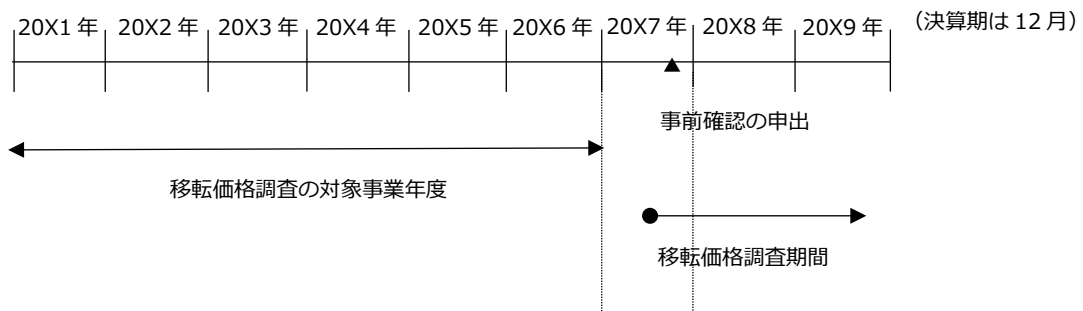 20X1 年 20X2 年 20X3 年 20X4 年 20X5 年 20X6 年 20X7 年 20X8 年 20X9 年 （決算期は 12 月）
事前確認の申出
移転価格調査の対象事業年度
移転価格調査期間